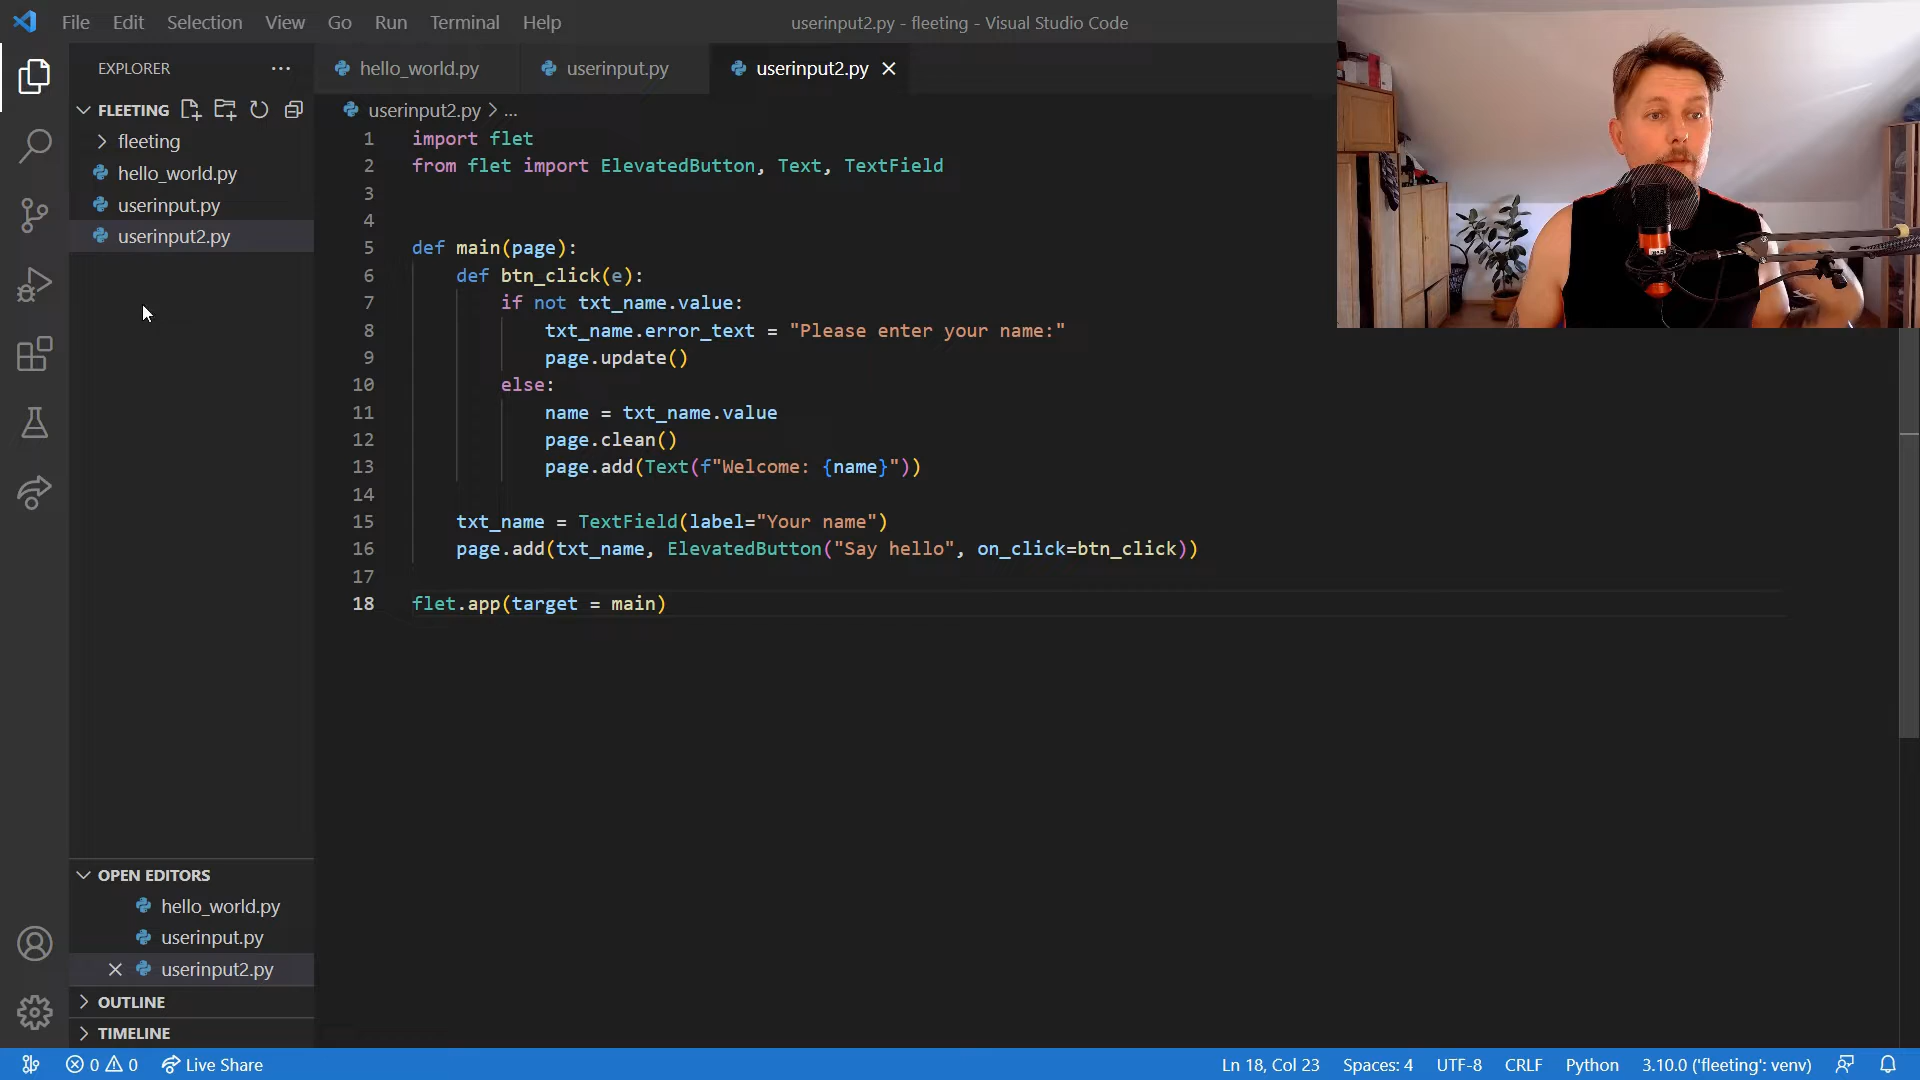 File Edit Selection View Go Run Terminal Help
userinput2.py - fleeting - Visual Studio Code
EXPLORER
FLEETING
fleeting
hello_world.py
userinput.py
userinput2.py
hello_world.py userinput.py userinput2.py
userinput2.py > ...
1 import flet
2 from flet import ElevatedButton, Text, TextField
3
4
5 def main(page):
6 def btn_click(e):
7 if not txt_name.value:
8 txt_name.error_text = "Please enter your name:"
9 page.update()
10 else:
11 name = txt_name.value
12 page.clean()
13 page.add(Text(f"Welcome: {name}"))
14
15 txt_name = TextField(label="Your name")
16 page.add(txt_name, ElevatedButton("Say hello", on_click=btn_click))
17
18 flet.app(target = main)
OPEN EDITORS
hello_world.py
userinput.py
userinput2.py
OUTLINE
TIMELINE
0 0 Live Share
Ln 18, Col 23 Spaces: 4 UTF-8 CRLF Python 3.10.0 ('fleeting': venv)